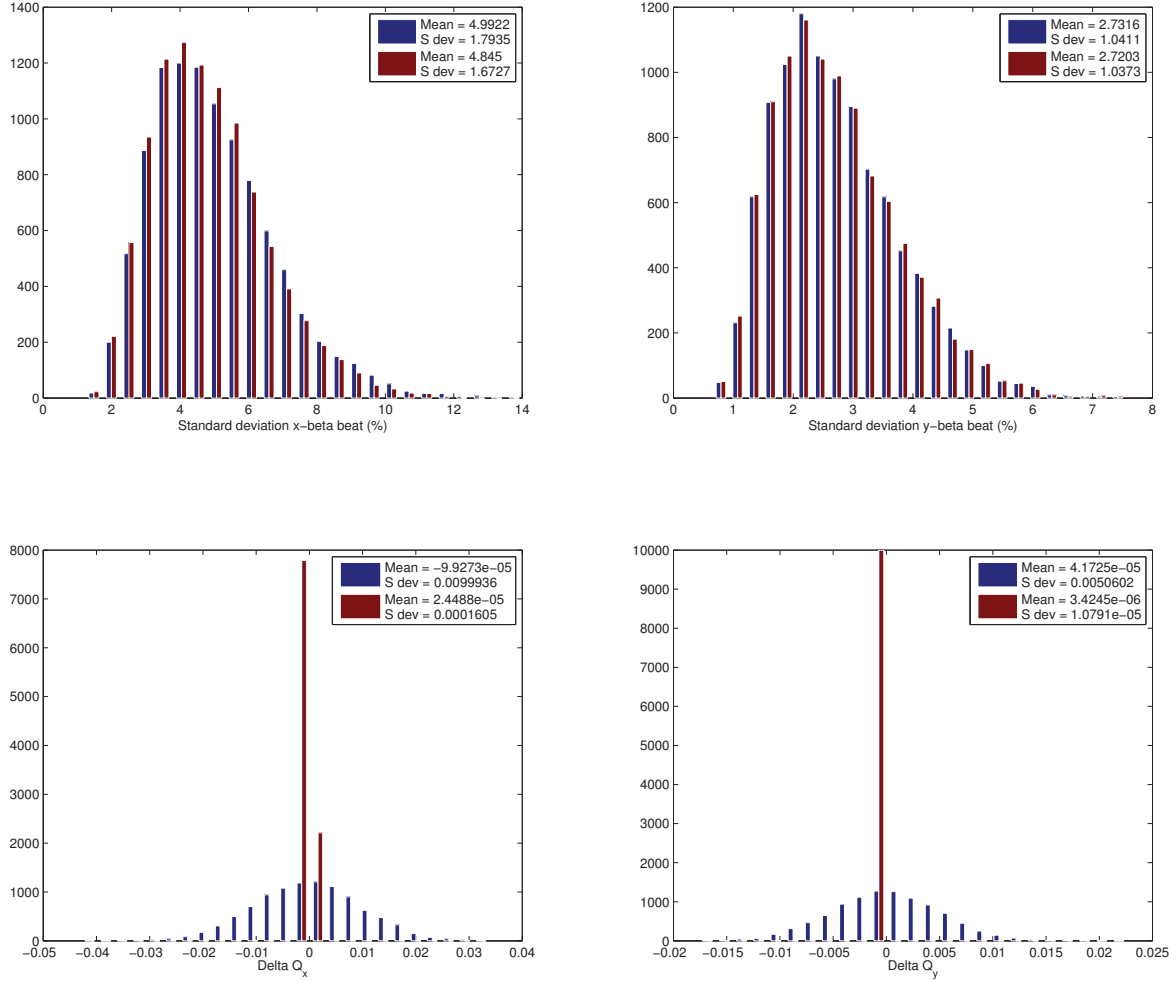 1400
1200
1000
800
600
400
200
0
0 2 4 6 8 10 12 14
Standard deviation x−beta beat (%)
Mean = 4.9922
S dev = 1.7935
Mean = 4.845
S dev = 1.6727
1200
1000
800
600
400
200
0
0 1 2 3 4 5 6 7 8
Standard deviation y−beta beat (%)
Mean = 2.7316
S dev = 1.0411
Mean = 2.7203
S dev = 1.0373
8000
7000
6000
5000
4000
3000
2000
1000
0
−0.05 −0.04 −0.03 −0.02 −0.01 0 0.01 0.02 0.03 0.04
Delta Qx
Mean = −9.9273e−05
S dev = 0.0099936
Mean = 2.4488e−05
S dev = 0.0001605
10000
9000
8000
7000
6000
5000
4000
3000
2000
1000
0
−0.02 −0.015 −0.01 −0.005 0 0.005 0.01 0.015 0.02 0.025
Delta Qy
Mean = 4.1725e−05
S dev = 0.0050602
Mean = 3.4245e−06
S dev = 1.0791e−05